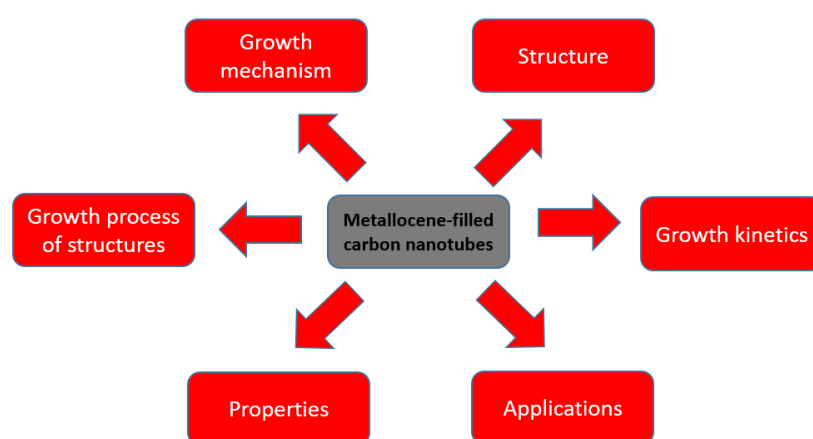 Growth
mechanism
Structure
Growth process
of structures
Metallocene-filled
carbon nanotubes
Growth kinetics
Properties
Applications